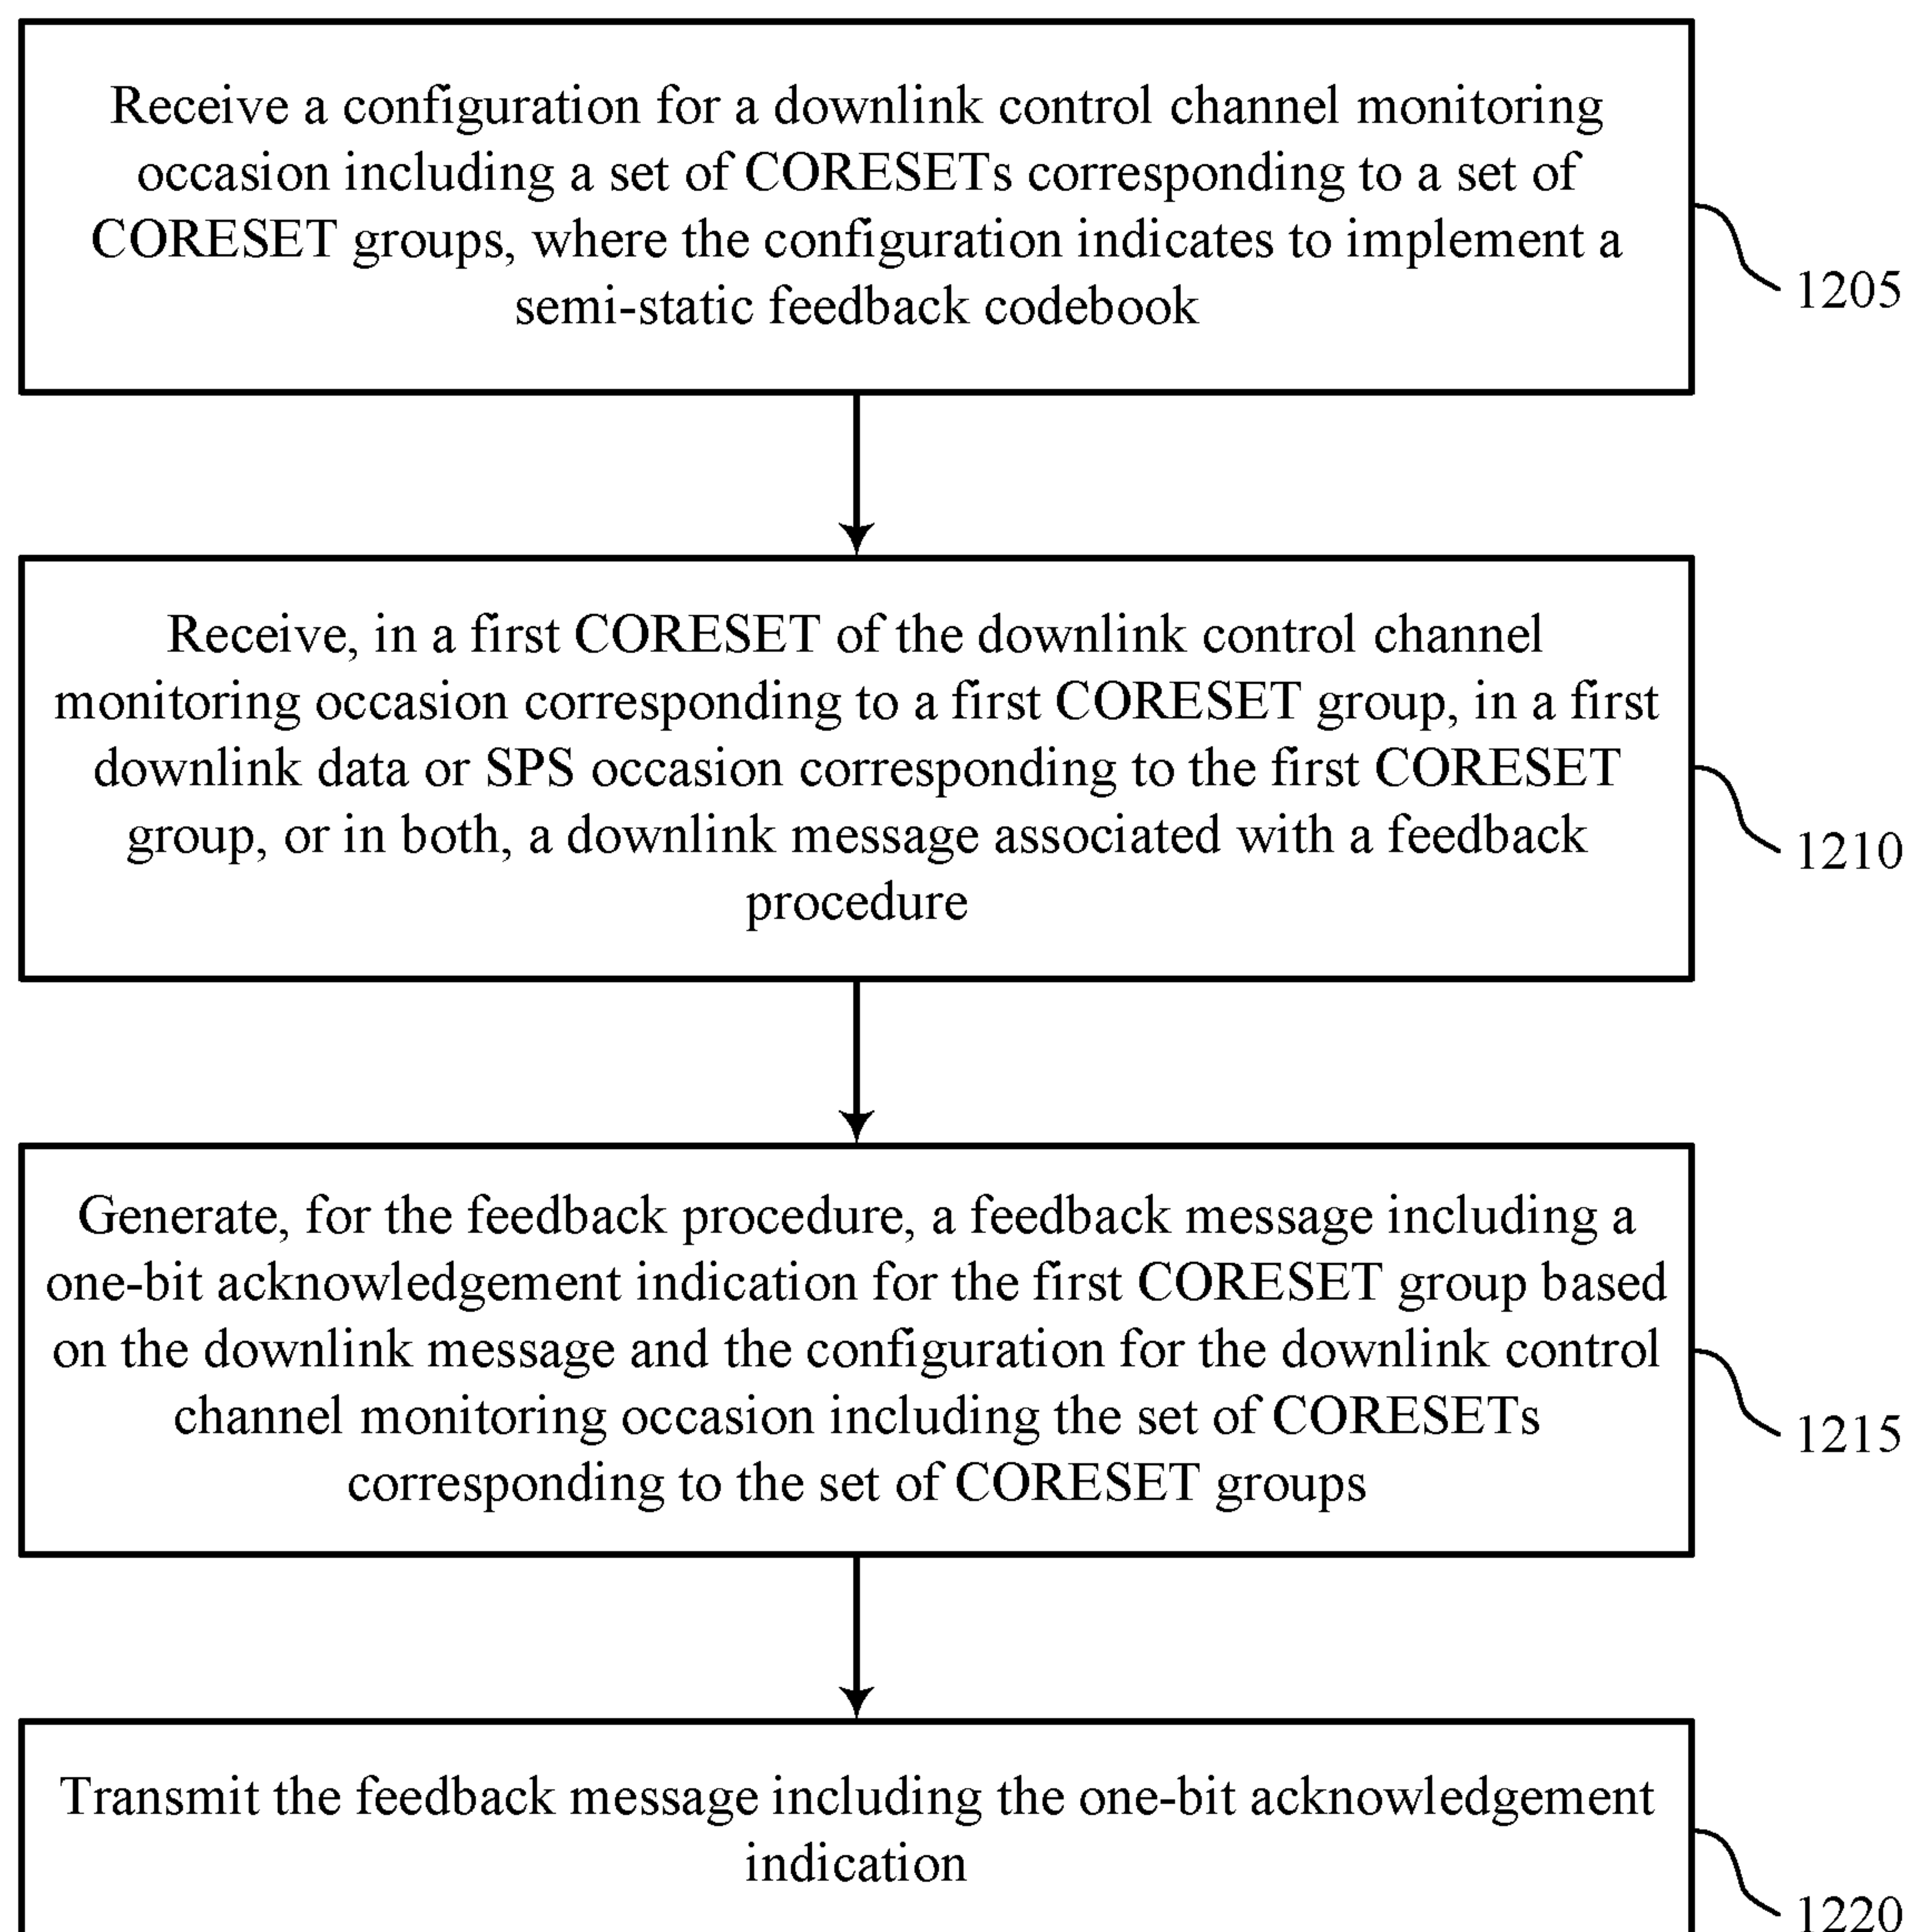 Receive a configuration for a downlink control channel monitoring
occasion including a set of CORESETs corresponding to a set of
CORESET groups, where the configuration indicates to implement a
semi-static feedback codebook
1205
Receive, in a first CORESET of the downlink control channel
monitoring occasion corresponding to a first CORESET group, in a first
downlink data or SPS occasion corresponding to the first CORESET
group, or in both, a downlink message associated with a feedback
procedure
1210
Generate, for the feedback procedure, a feedback message including a
one-bit acknowledgement indication for the first CORESET group based
on the downlink message and the configuration for the downlink control
channel monitoring occasion including the set of CORESETs
corresponding to the set of CORESET groups
1215
Transmit the feedback message including the one-bit acknowledgement
indication
1220